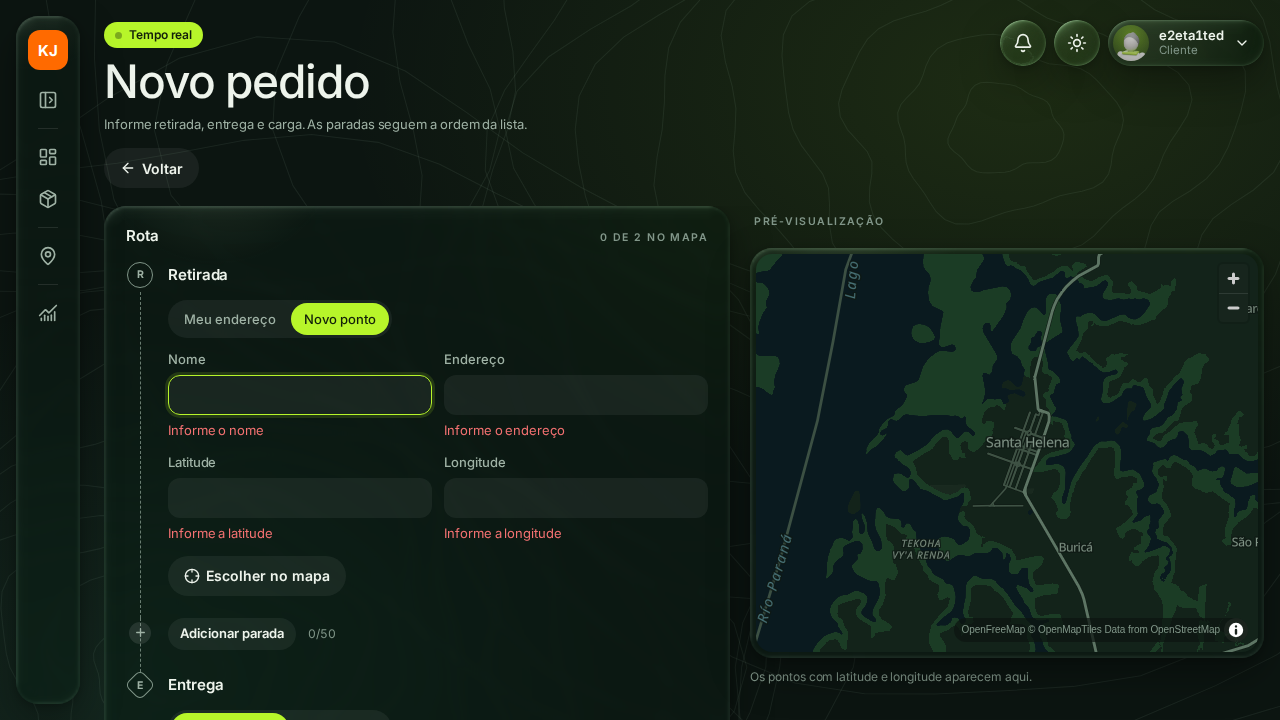 KJ
Tempo real
Novo pedido
Informe retirada, entrega e carga. As paradas seguem a ordem da lista.
Voltar
e2eta1ted
Cliente
Rota
0 DE 2 NO MAPA
R
Retirada
Meu endereço
Novo ponto
Nome
Endereço
Informe o nome
Informe o endereço
Latitude
Longitude
Informe a latitude
Informe a longitude
Escolher no mapa
Adicionar parada
0/50
E
Entrega
PRÉ-VISUALIZAÇÃO
Lago
Santa Helena
TEKOHA
VY'A RENDA
Buricá
São
Río Paraná
OpenFreeMap © OpenMapTiles Data from OpenStreetMap
Os pontos com latitude e longitude aparecem aqui.